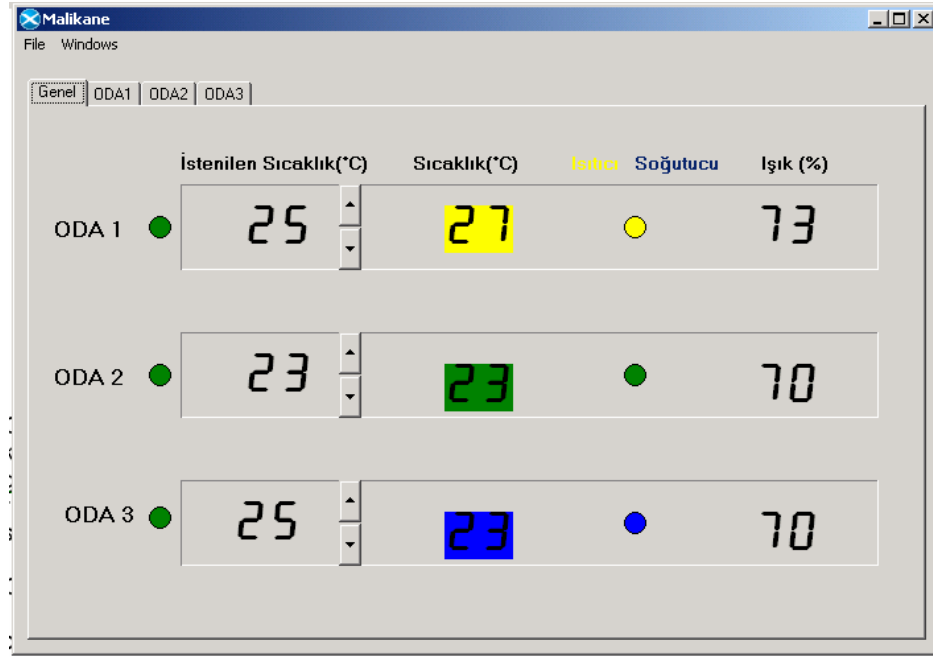 Malikane
File Windows
Genel ODA1 ODA2 ODA3
İstenilen Sıcaklık(°C) Sıcaklık(°C) Isıtıcı Soğutucu Işık (%)
ODA 1 25 27 73
ODA 2 23 23 70
ODA 3 25 23 70